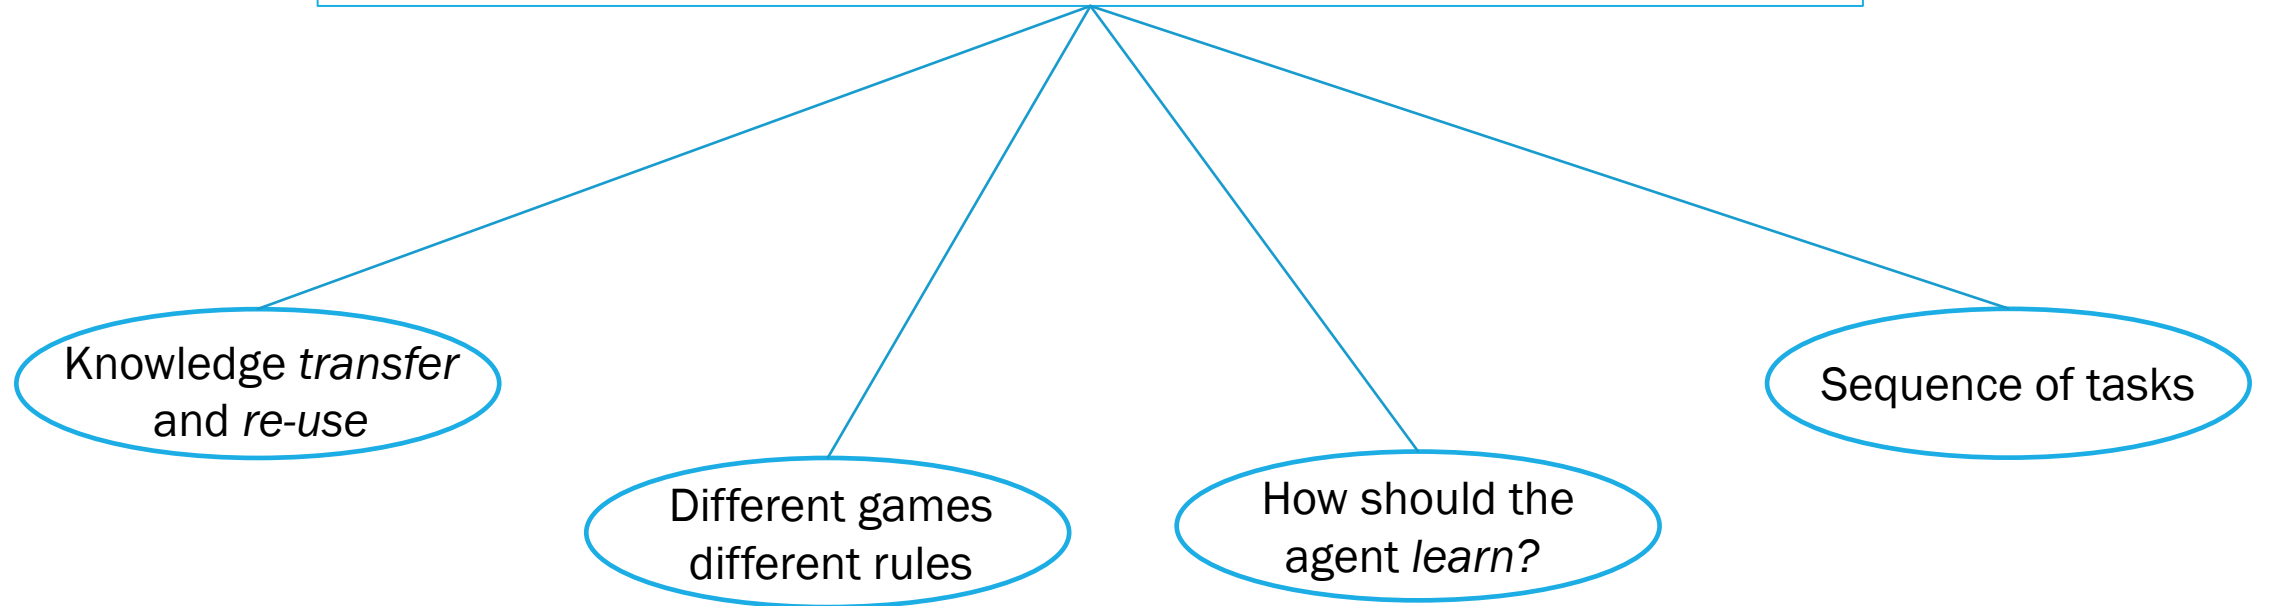 Knowledge transfer
and re-use
Different games
different rules
How should the
agent learn?
Sequence of tasks